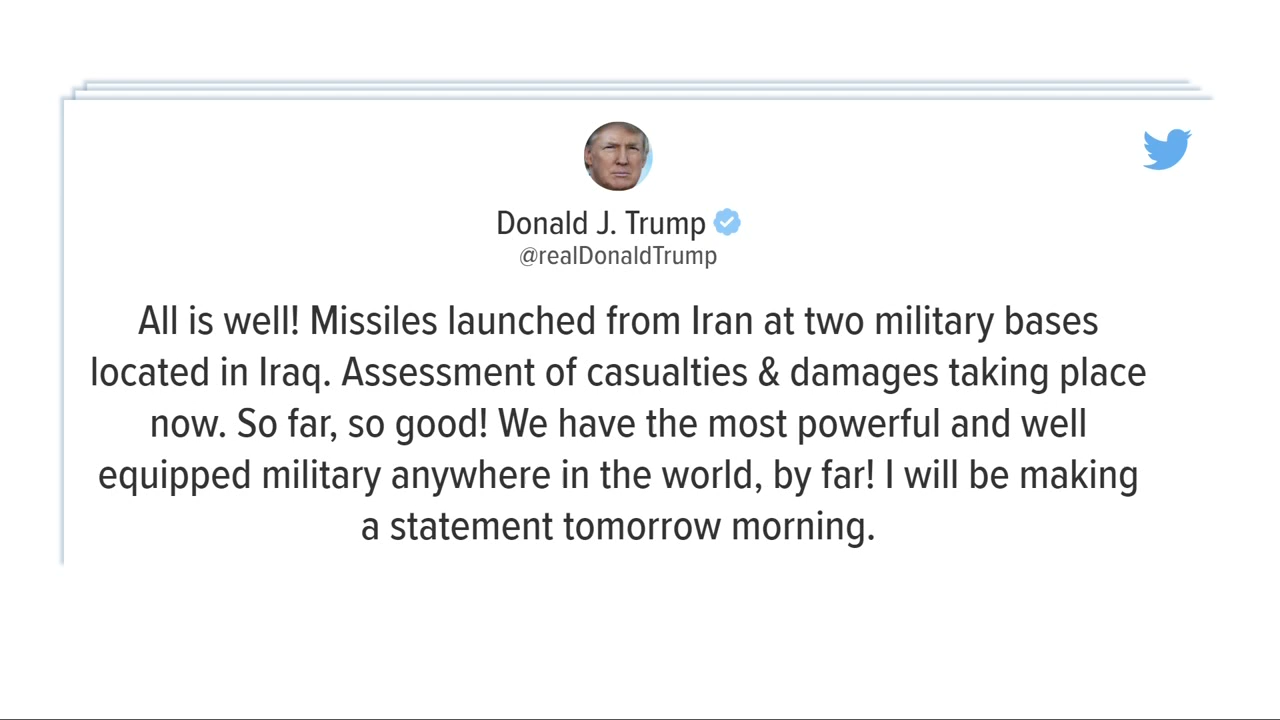 Donald J. Trump
@realDonaldTrump
All is well! Missiles launched from Iran at two military bases
located in Iraq. Assessment of casualties & damages taking place
now. So far, so good! We have the most powerful and well
equipped military anywhere in the world, by far! I will be making
a statement tomorrow morning.